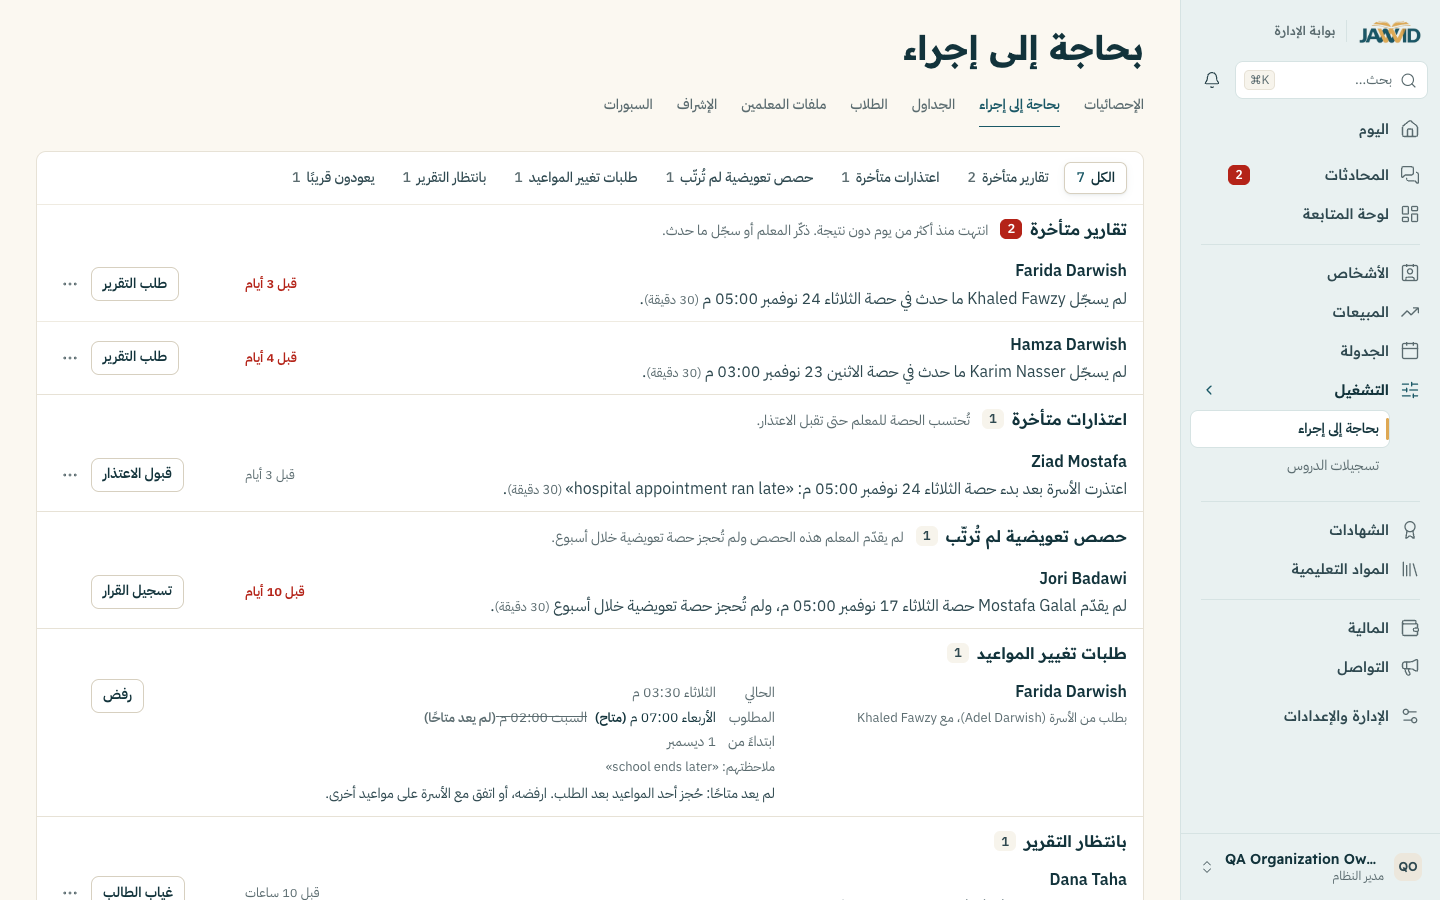 JAWWID
بوابة الإدارة
بحث...
⌘K
اليوم
المحادثات 2
لوحة المتابعة
الأشخاص
المبيعات
الجدولة
التشغيل
بحاجة إلى إجراء
تسجيلات الدروس
الشهادات
المواد التعليمية
المالية
التواصل
الإدارة والإعدادات
QO
QA Organization Ow...
مدير النظام
بحاجة إلى إجراء
الإحصائيات بحاجة إلى إجراء الجداول الطلاب ملفات المعلمين الإشراف السبورات
الكل 7 تقارير متأخرة 2 اعتذارات متأخرة 1 حصص تعويضية لم تُرتّب 1 طلبات تغيير المواعيد 1 بانتظار التقرير 1 يعودون قريبًا 1
تقارير متأخرة 2 انتهت منذ أكثر من يوم دون نتيجة. ذكّر المعلم أو سجّل ما حدث.
Farida Darwish
لم يسجّل Khaled Fawzy ما حدث في حصة الثلاثاء 24 نوفمبر 05:00 م (30 دقيقة).
قبل 3 أيام
طلب التقرير
Hamza Darwish
لم يسجّل Karim Nasser ما حدث في حصة الاثنين 23 نوفمبر 03:00 م (30 دقيقة).
قبل 4 أيام
طلب التقرير
اعتذارات متأخرة 1 تُحتسب الحصة للمعلم حتى تقبل الاعتذار.
Ziad Mostafa
اعتذرت الأسرة بعد بدء حصة الثلاثاء 24 نوفمبر 05:00 م: «hospital appointment ran late» (30 دقيقة).
قبل 3 أيام
قبول الاعتذار
حصص تعويضية لم تُرتّب 1 لم يقدّم المعلم هذه الحصص ولم تُحجز حصة تعويضية خلال أسبوع.
Jori Badawi
لم يقدّم Mostafa Galal حصة الثلاثاء 17 نوفمبر 05:00 م، ولم تُحجز حصة تعويضية خلال أسبوع (30 دقيقة).
قبل 10 أيام
تسجيل القرار
طلبات تغيير المواعيد 1
Farida Darwish
بطلب من الأسرة (Adel Darwish)، مع Khaled Fawzy
الحالي الثلاثاء 03:30 م
المطلوب الأربعاء 07:00 م (متاح) السبت 02:00 م (لم يعد متاحًا)
ابتداءً من 1 ديسمبر
ملاحظتهم: «school ends later»
لم يعد متاحًا: حُجز أحد المواعيد بعد الطلب. ارفضه، أو اتفق مع الأسرة على مواعيد أخرى.
رفض
بانتظار التقرير 1
Dana Taha
قبل 10 ساعات
غياب الطالب